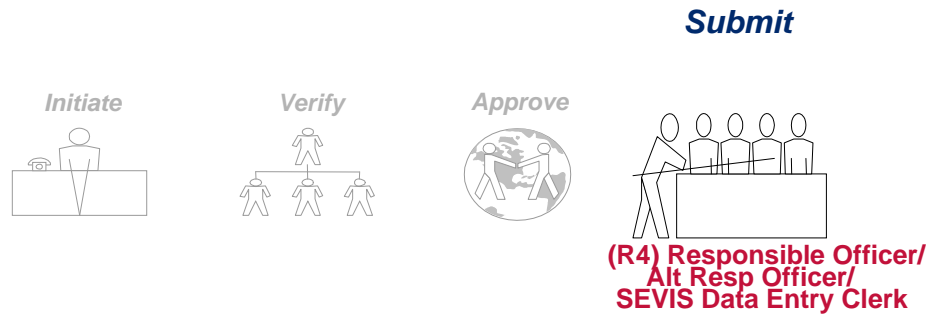 Submit
Initiate
Verify
Approve
(R4) Responsible Officer/
Alt Resp Officer/
SEVIS Data Entry Clerk